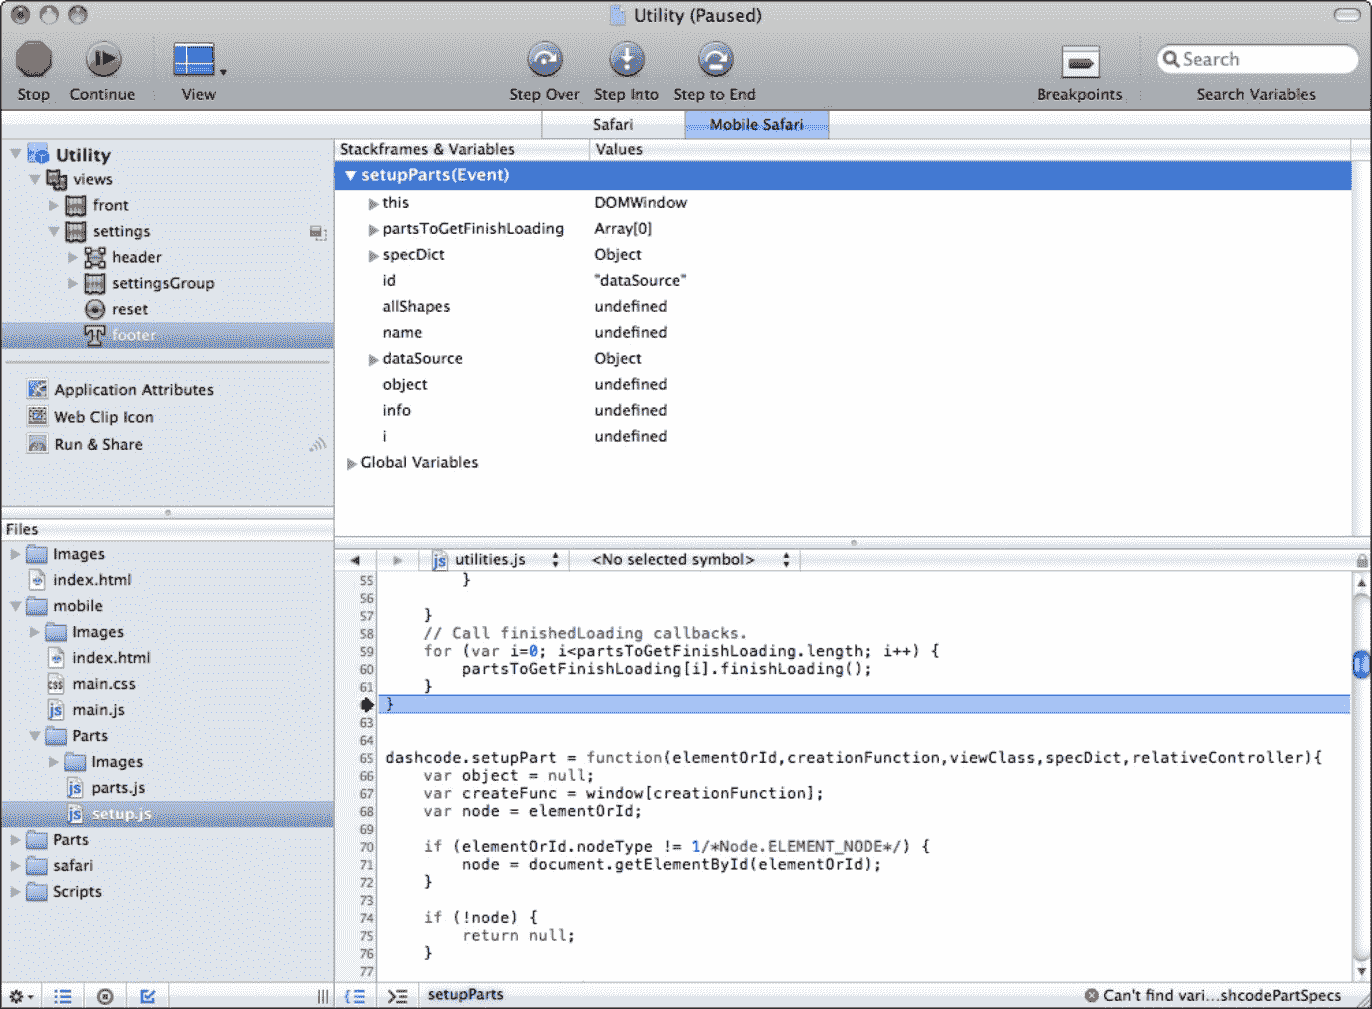 Utility (Paused)
Stop
Continue
View
Step Over
Step Into
Step to End
Breakpoints
Search
Search Variables
Safari
Mobile Safari
Utility
views
front
settings
header
settingsGroup
reset
footer
Application Attributes
Web Clip Icon
Run & Share
Stackframes & Variables Values
setupParts(Event)
this DOMWindow
partsToGetFinishLoading Array[0]
specDict Object
id "dataSource"
allShapes undefined
name undefined
dataSource Object
object undefined
info undefined
i undefined
Global Variables
Files
Images
index.html
mobile
Images
index.html
main.css
main.js
Parts
Images
parts.js
setup.js
Parts
safari
Scripts
utilities.js <No selected symbol>
55 }
56
57 }
58 // Call finishedLoading callbacks.
59 for (var i=0; i<partsToGetFinishLoading.length; i++) {
60 partsToGetFinishLoading[i].finishLoading();
61 }
}
63
64
65 dashcode.setupPart = function(elementOrId,creationFunction,viewClass,specDict,relativeController){
66 var object = null;
67 var createFunc = window[creationFunction];
68 var node = elementOrId;
69
70 if (elementOrId.nodeType != 1/*Node.ELEMENT_NODE*/) {
71 node = document.getElementById(elementOrId);
72 }
73
74 if (!node) {
75 return null;
76 }
77
setupParts
Can't find vari...shcodePartSpecs